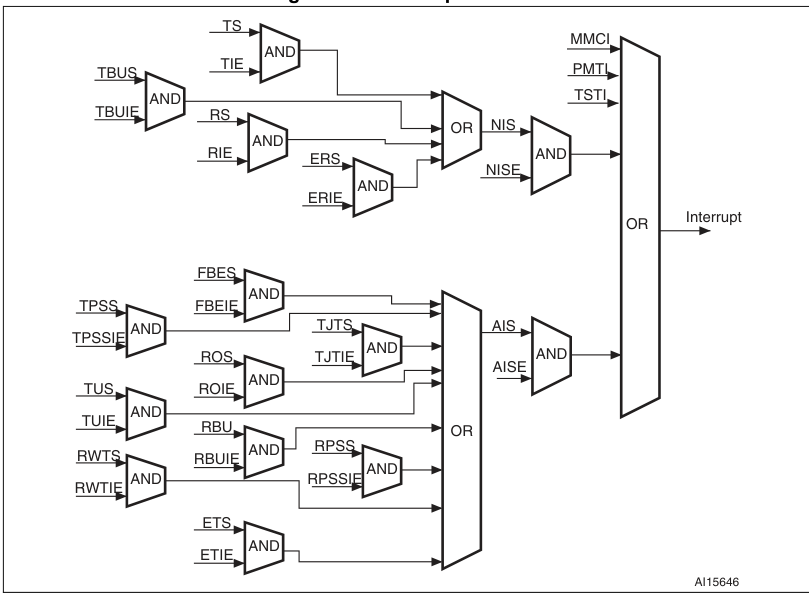 TS
AND
TIE
TBUS
AND
TBUIE
RS
AND
RIE
ERS
AND
ERIE
OR
NIS
AND
NISE
MMCI
PMTI
TSTI
OR
Interrupt
FBES
AND
FBEIE
TPSS
AND
TPSSIE
TJTS
AND
TJTIE
ROS
AND
ROIE
TUS
AND
TUIE
RBU
AND
RBUIE
RPSS
AND
RPSSIE
RWTS
AND
RWTIE
ETS
AND
ETIE
OR
AIS
AND
AISE
AI15646